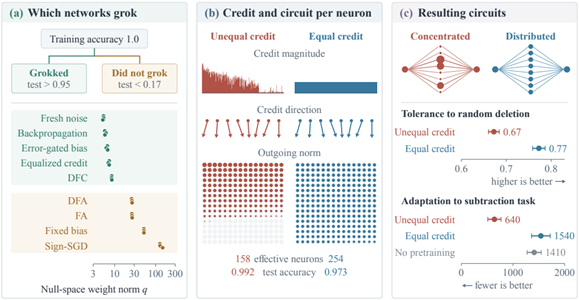 (a) Which networks grok
Training accuracy 1.0
Grokked
test > 0.95
Did not grok
test < 0.17
Fresh noise
Backpropagation
Error-gated bias
Equalized credit
DFC
DFA
FA
Fixed bias
Sign-SGD
3 10 30 100 300
Null-space weight norm q
(b) Credit and circuit per neuron
Unequal credit Equal credit
Credit magnitude
Credit direction
Outgoing norm
158 effective neurons 254
0.992 test accuracy 0.973
(c) Resulting circuits
Concentrated Distributed
Tolerance to random deletion
Unequal credit 0.67
Equal credit 0.77
0.6 0.7 0.8
higher is better →
Adaptation to subtraction task
Unequal credit 640
Equal credit 1540
No pretraining 1410
0 1000 2000
← fewer is better